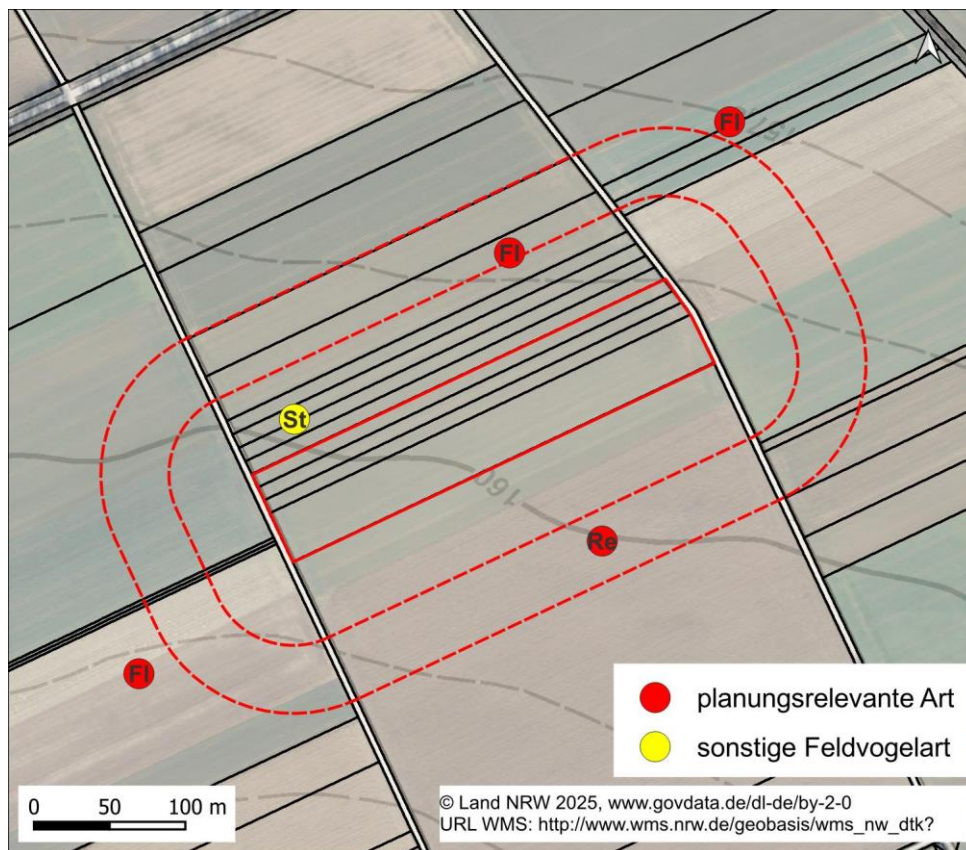 Fl
151
Fl
St
160
Re
Fl
planungsrelevante Art
sonstige Feldvogelart
0 50 100 m
© Land NRW 2025, www.govdata.de/dl-de/by-2-0
URL WMS: http://www.wms.nrw.de/geobasis/wms_nw_dtk?